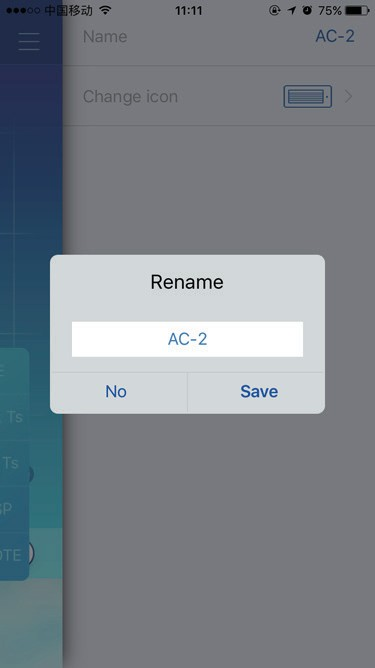 中国移动 11:11 75%
Name AC-2
Change icon
Rename
AC-2
No Save
E
Ts
Ts
SP
OTE